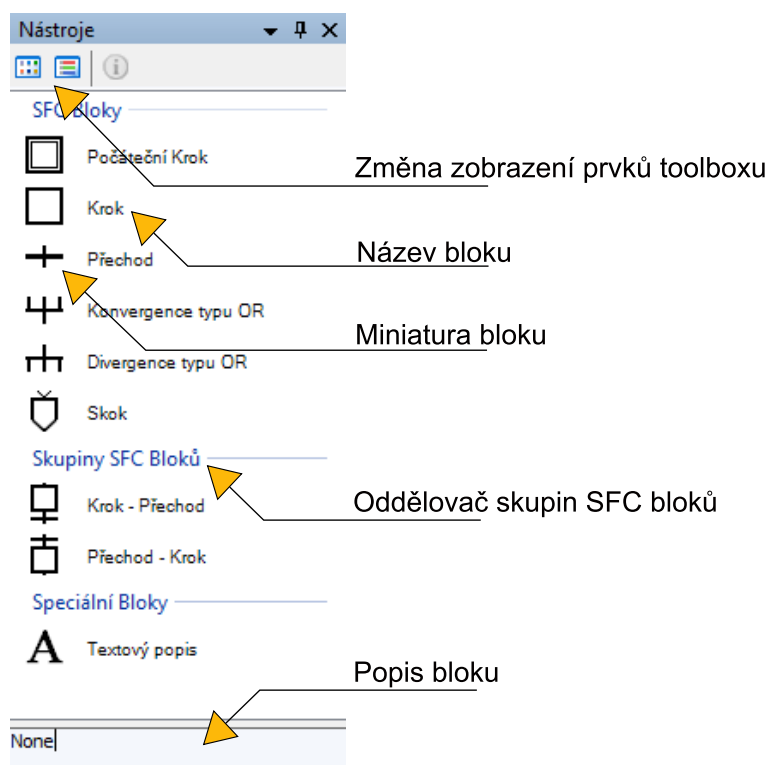 Nástroje
SFC Bloky
Počáteční Krok
Změna zobrazení prvků toolboxu
Krok
Název bloku
Přechod
Konvergence typu OR
Miniatura bloku
Divergence typu OR
Skok
Skupiny SFC Bloků
Krok - Přechod
Oddělovač skupin SFC bloků
Přechod - Krok
Speciální Bloky
A Textový popis
Popis bloku
None